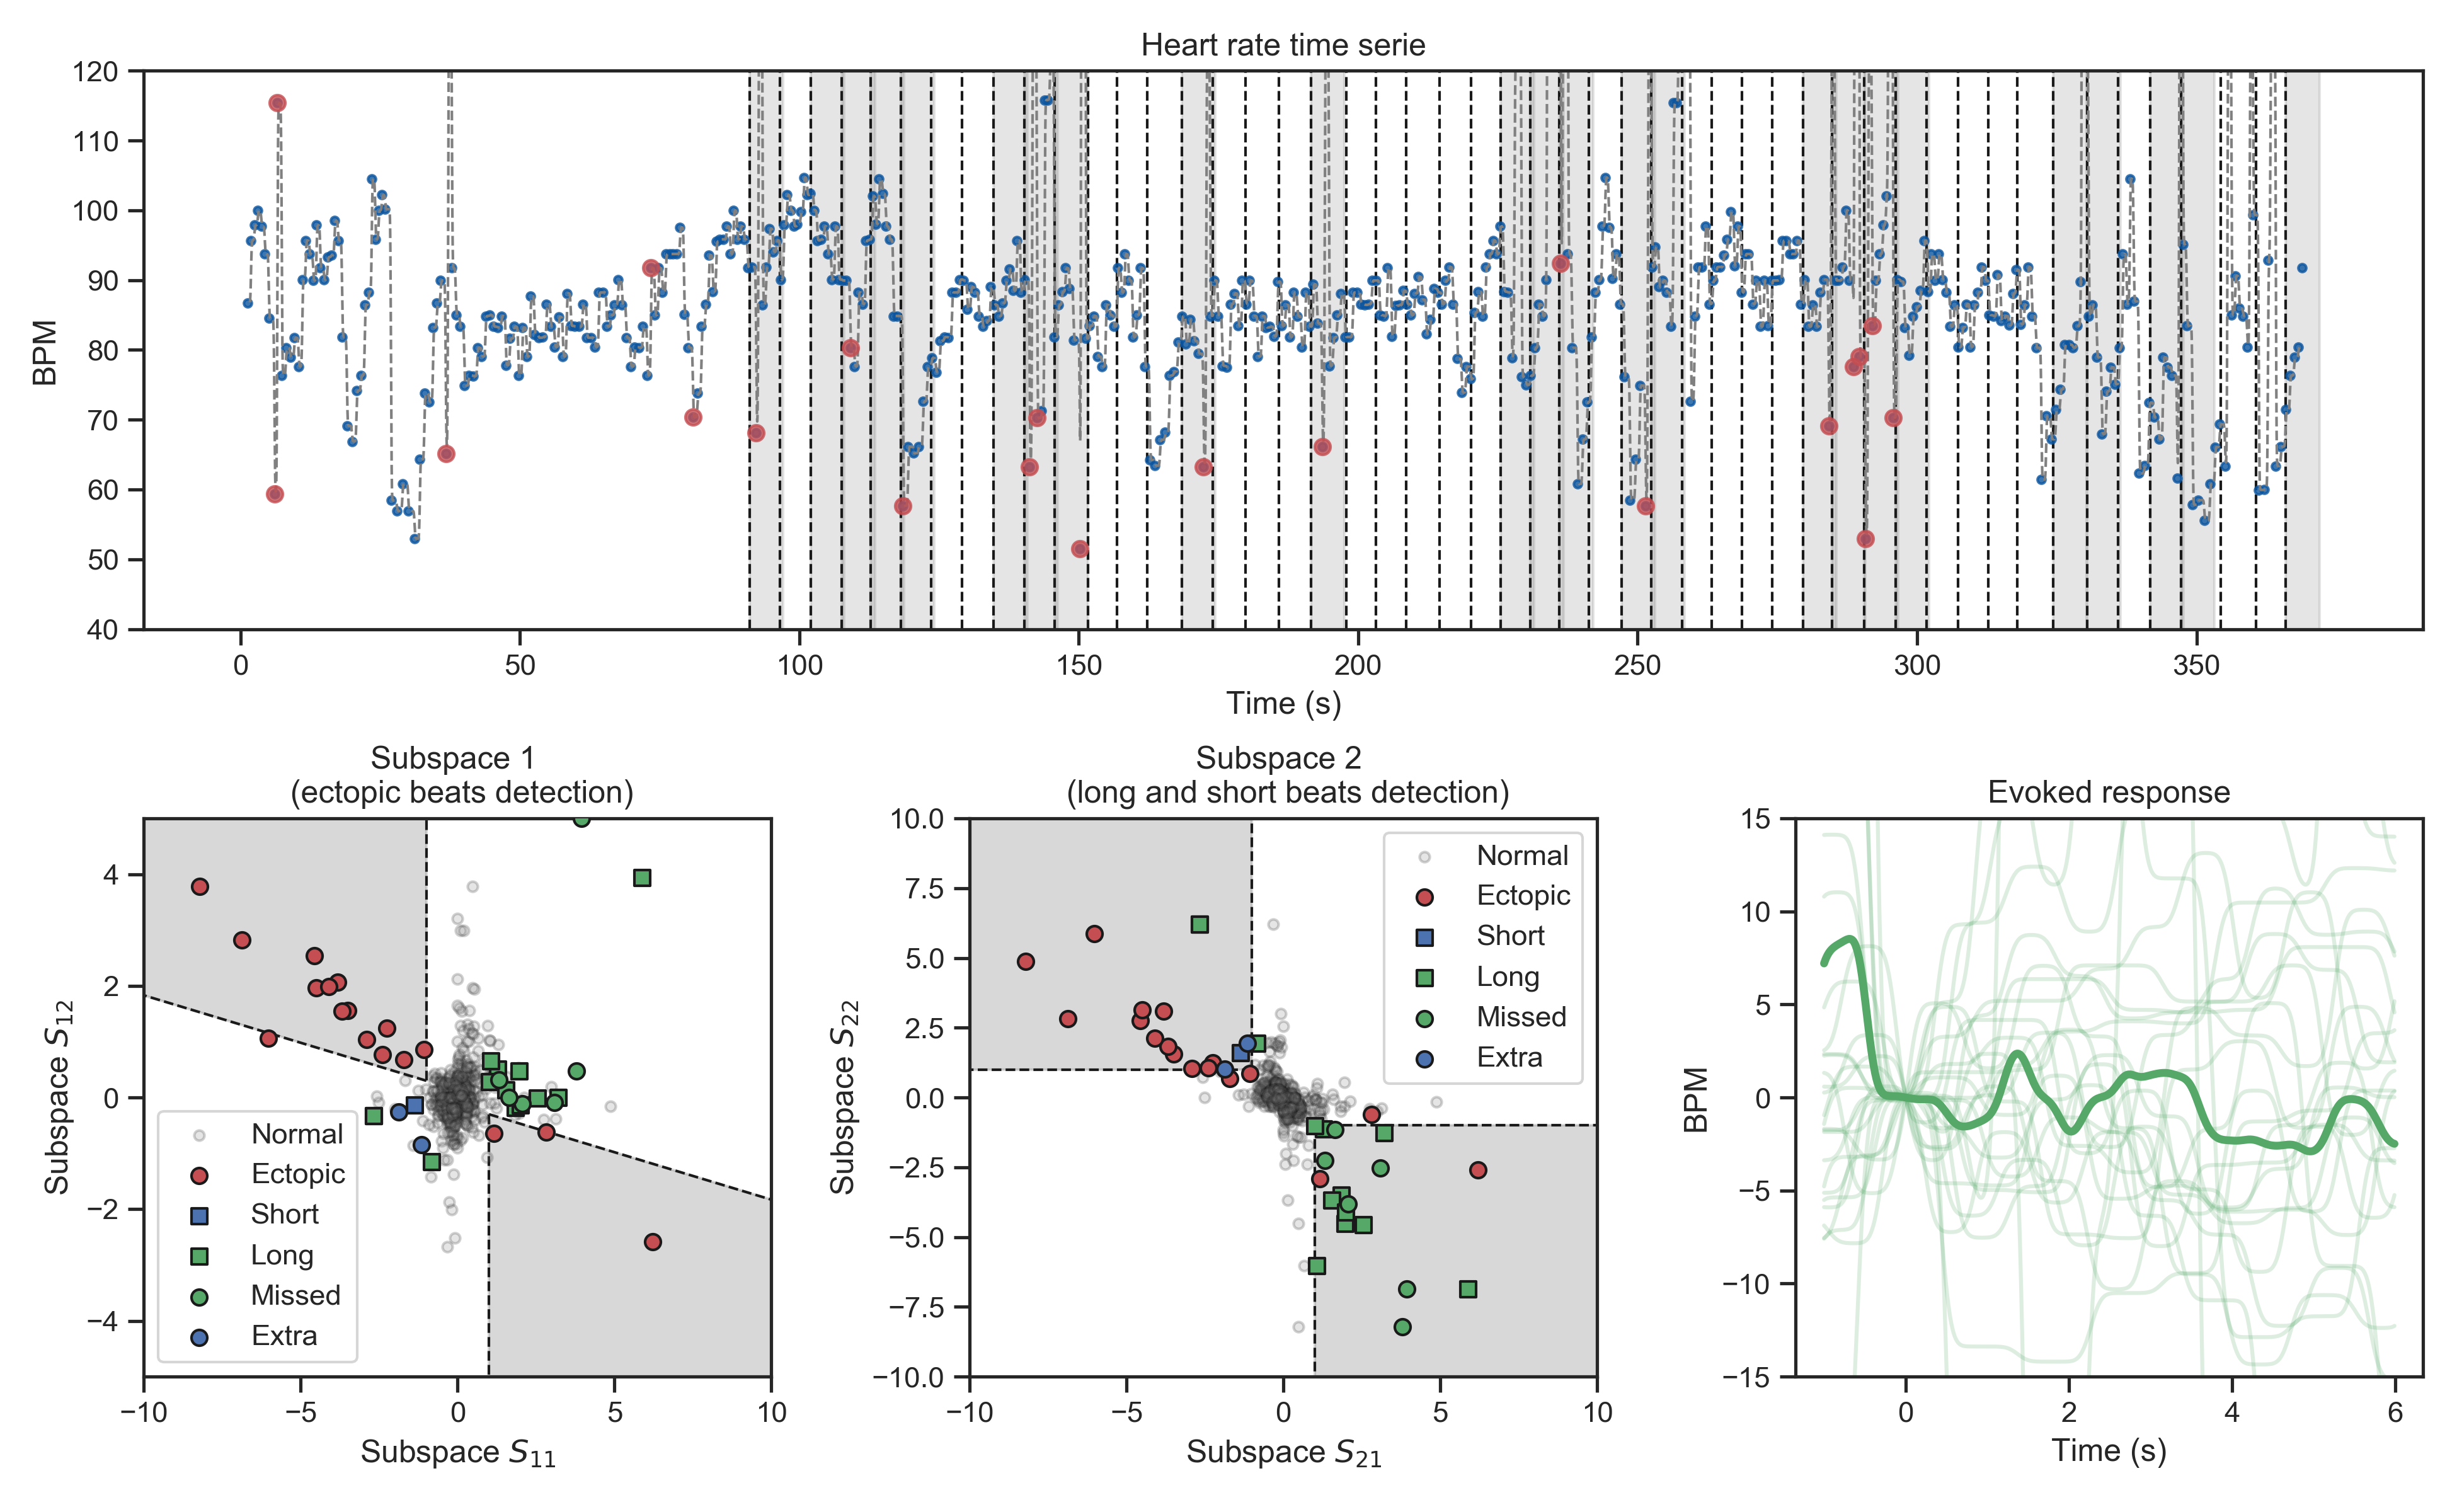 Heart rate time serie
120
110
100
90
80
70
60
50
40
BPM
0
50
100
150
200
250
300
350
Time (s)
Subspace 1
(ectopic beats detection)
4
2
0
−2
−4
Subspace S12
Normal
Ectopic
Short
Long
Missed
Extra
−10
−5
0
5
10
Subspace S11
Subspace 2
(long and short beats detection)
10.0
7.5
5.0
2.5
0.0
−2.5
−5.0
−7.5
−10.0
Subspace S22
Normal
Ectopic
Short
Long
Missed
Extra
−10
−5
0
5
10
Subspace S21
Evoked response
15
10
5
0
−5
−10
−15
BPM
0
2
4
6
Time (s)